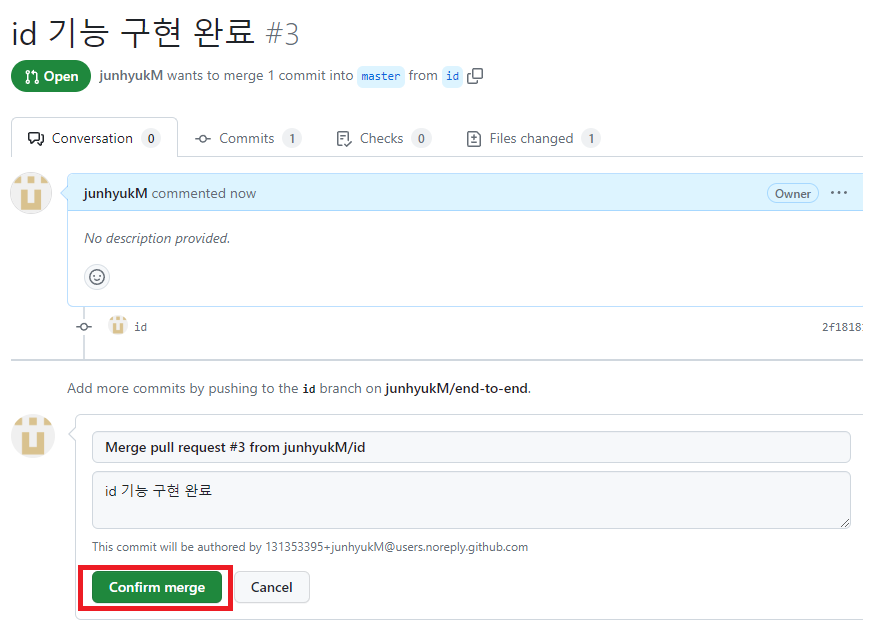 id 기능 구현 완료 #3
Open junhyukM wants to merge 1 commit into master from id
Conversation 0 Commits 1 Checks 0 Files changed 1
junhyukM commented now Owner
No description provided.
id 2f1818
Add more commits by pushing to the id branch on junhyukM/end-to-end.
Merge pull request #3 from junhyukM/id
id 기능 구현 완료
This commit will be authored by 131353395+junhyukM@users.noreply.github.com
Confirm merge Cancel